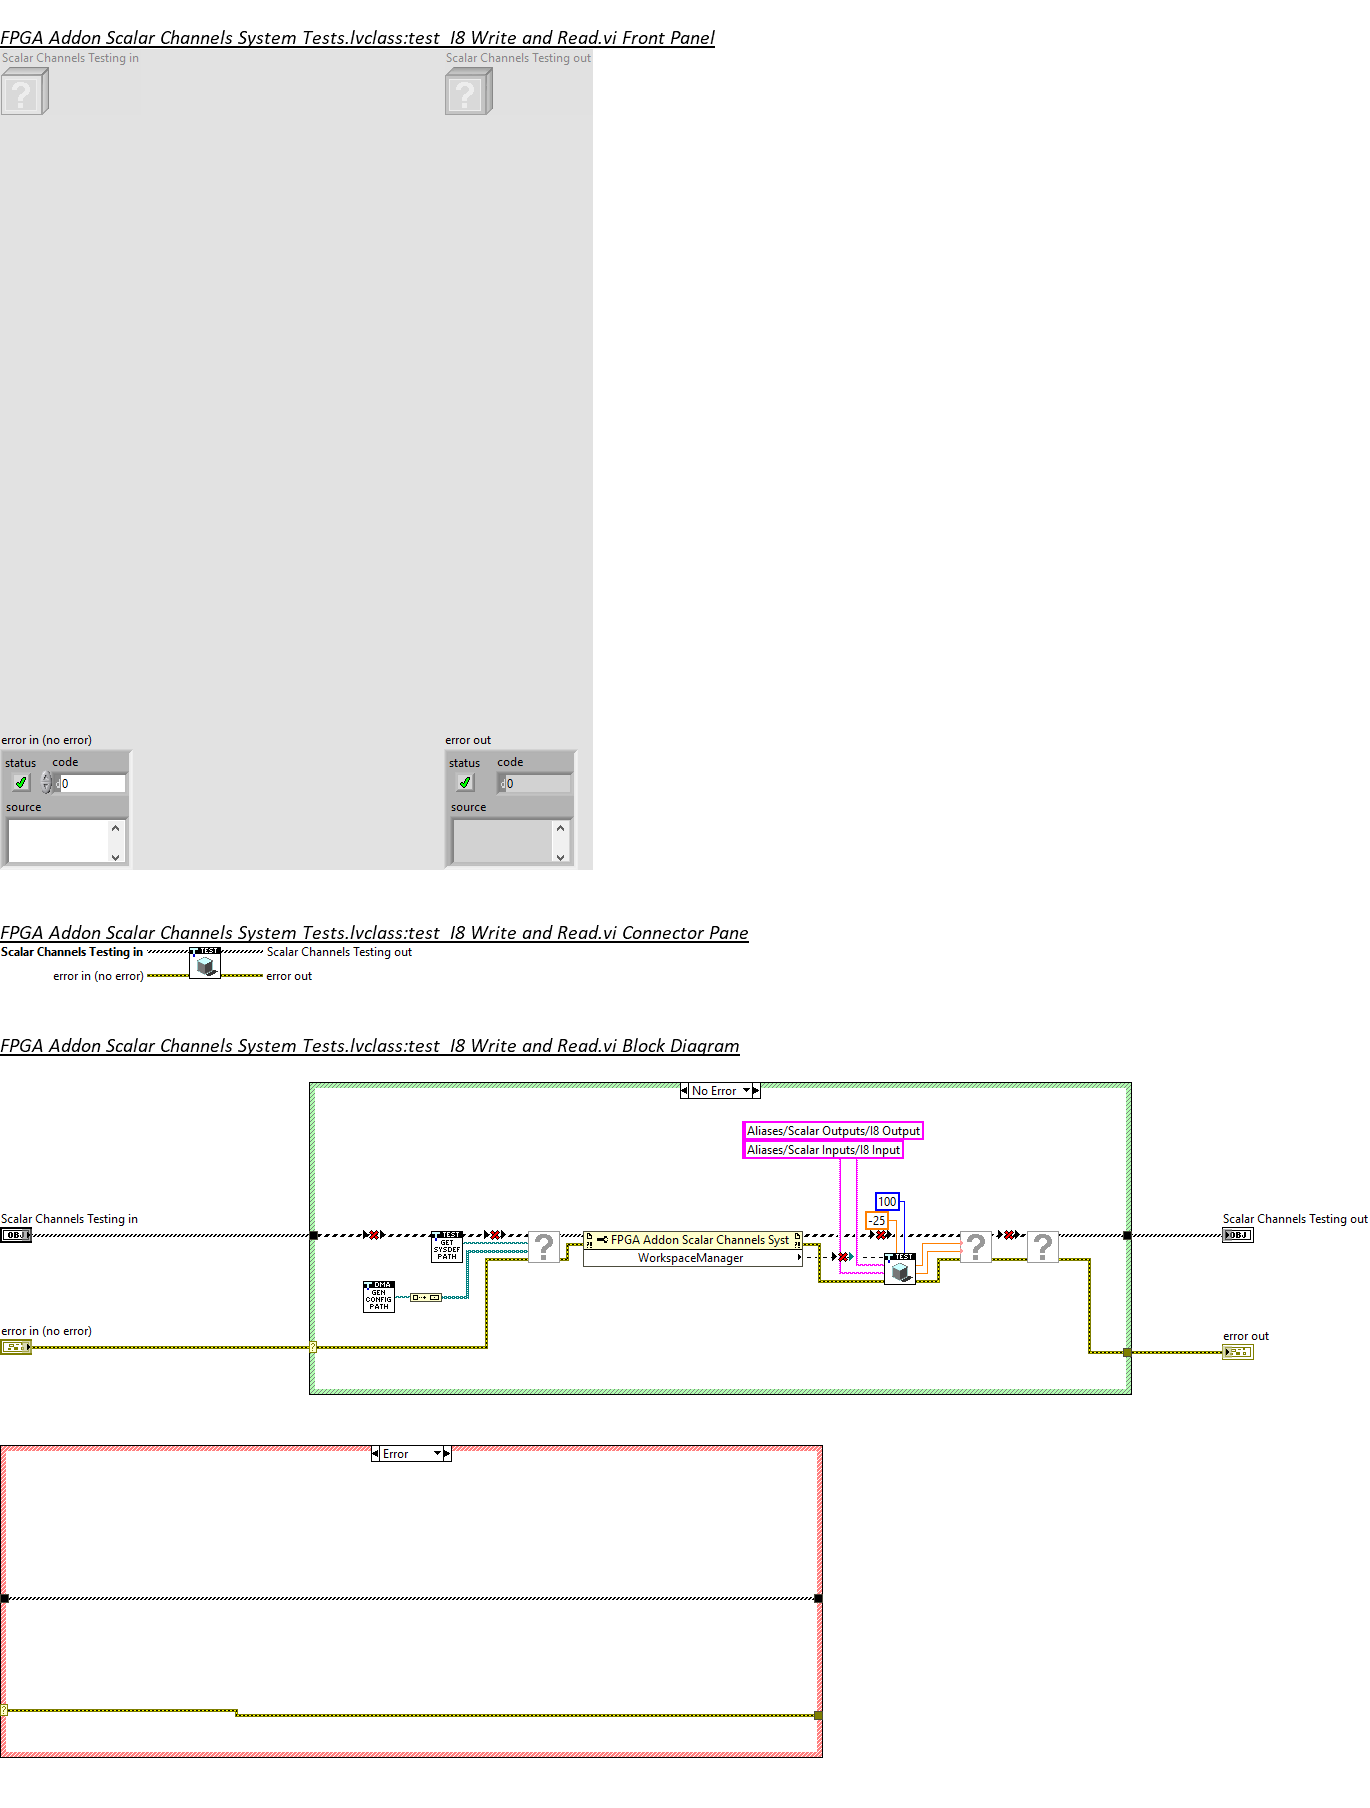 FPGA Addon Scalar Channels System Tests.lvclass:test I8 Write and Read.vi Front Panel
Scalar Channels Testing in
Scalar Channels Testing out
?
?
error in (no error)
error out
status
code
status
code
d
0
d
0
source
source
FPGA Addon Scalar Channels System Tests.lvclass:test I8 Write and Read.vi Connector Pane
Scalar Channels Testing in
TEST
Scalar Channels Testing out
error in (no error)
error out
FPGA Addon Scalar Channels System Tests.lvclass:test I8 Write and Read.vi Block Diagram
No Error
Aliases/Scalar Outputs/I8 Output
Aliases/Scalar Inputs/I8 Input
100
-25
Scalar Channels Testing in
OBJ
TEST
GET
SYSDEF
PATH
?
FPGA Addon Scalar Channels Syst
WorkspaceManager
TEST
?
?
Scalar Channels Testing out
OBJ
DMA
GEN
CONFIG
PATH
error in (no error)
?
error out
Error
?